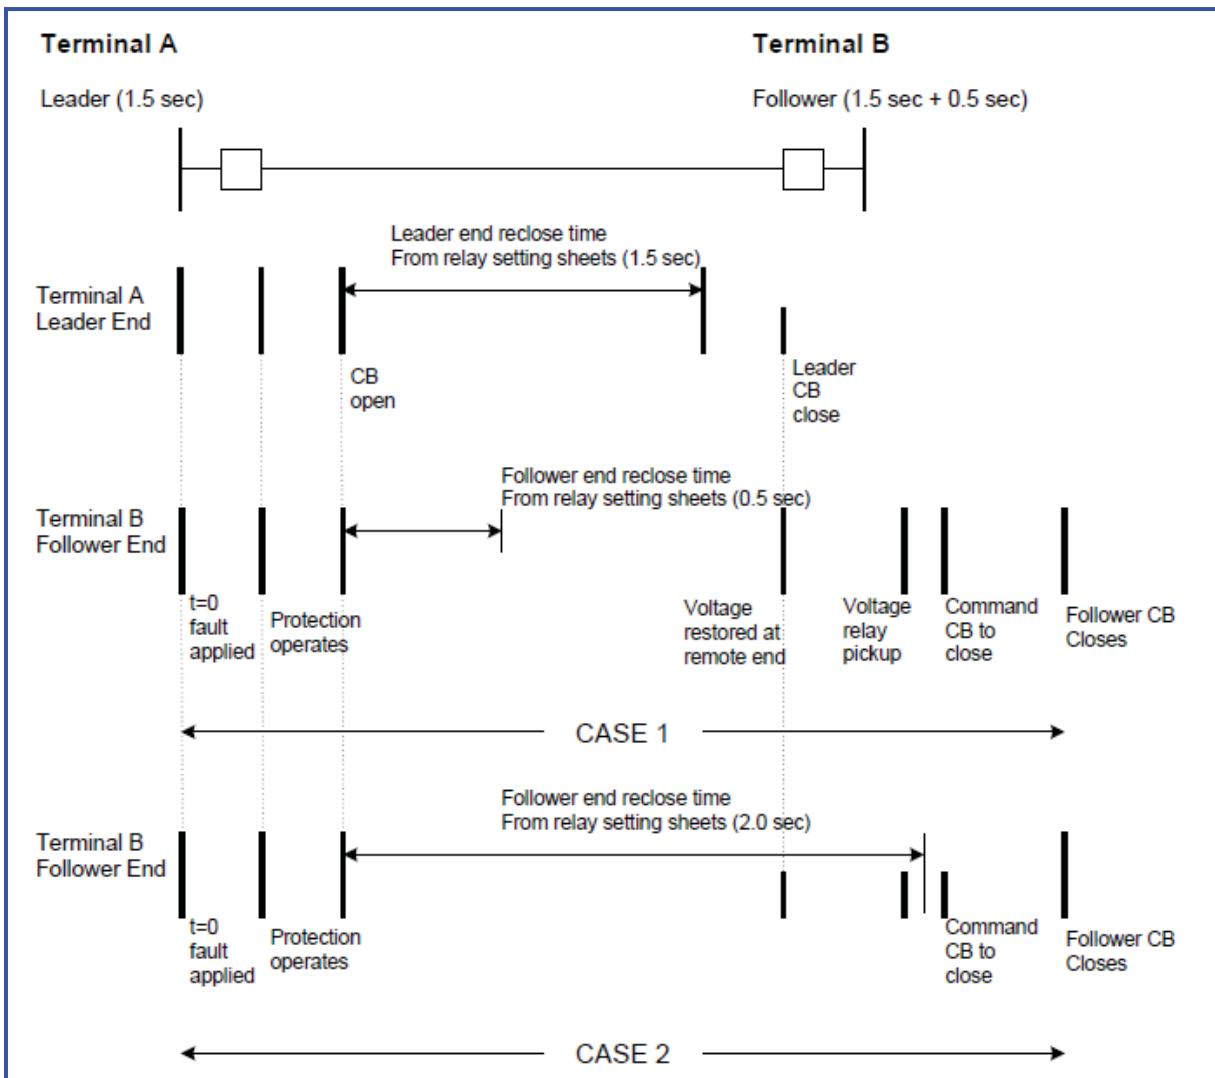 Terminal A
Terminal B
Leader (1.5 sec)
Follower (1.5 sec + 0.5 sec)
Leader end reclose time
From relay setting sheets (1.5 sec)
Terminal A
Leader End
CB
open
Leader
CB
close
Follower end reclose time
From relay setting sheets (0.5 sec)
Terminal B
Follower End
t=0
fault
applied
Protection
operates
Voltage
restored at
remote end
Voltage
relay
pickup
Command
CB to
close
Follower CB
Closes
CASE 1
Follower end reclose time
From relay setting sheets (2.0 sec)
Terminal B
Follower End
t=0
fault
applied
Protection
operates
Command
CB to
close
Follower CB
Closes
CASE 2